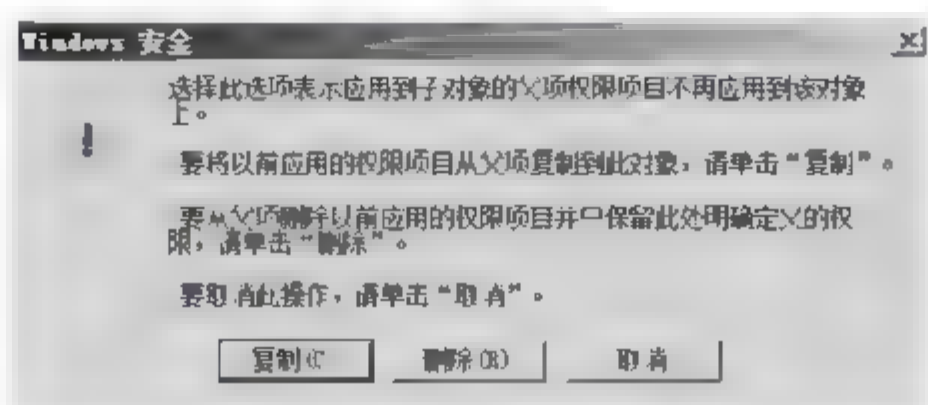 Windows 安全
选择此选项表示应用到子对象的父项权限项目不再应用到该对象
上。
要将以前应用的权限项目从父项复制到此对象，请单击“复制”。
要从父项删除以前应用的权限项目并只保留此处明确定义的权
限，请单击“删除”。
要取消此操作，请单击“取消”。
复制(C 删除(R) 取消